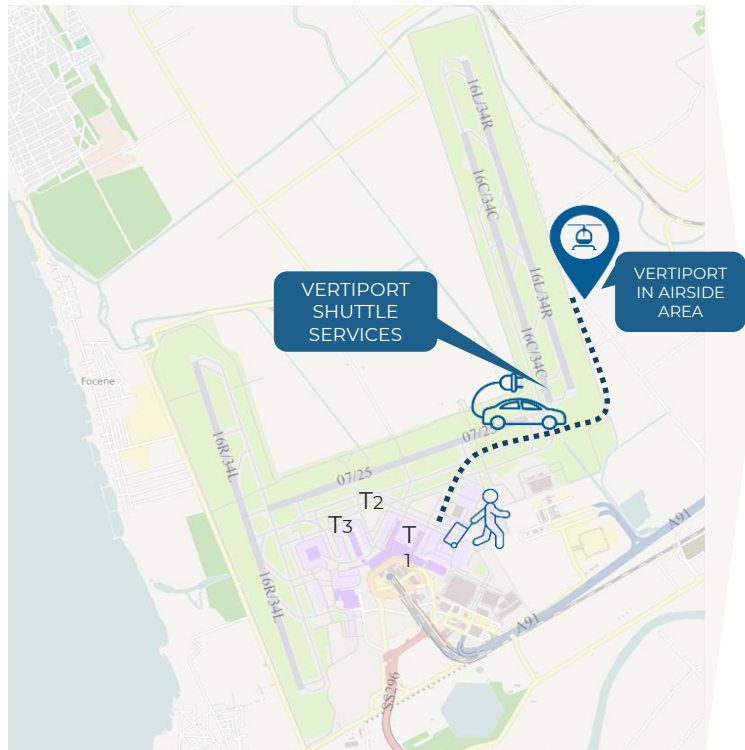 16L/34R
16C/34C
VERTIPORT
IN AIRSIDE
AREA
VERTIPORT
SHUTTLE
SERVICES
16L/34R
16C/34C
Focene
16R/34L
07/25
07/25
T2
T3
T
1
A91
16R/34L
A91
SS296